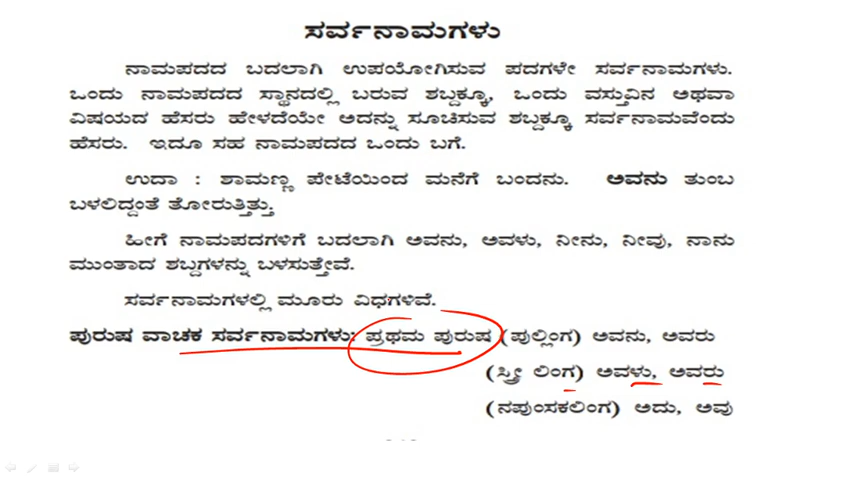 ಸರ್ವನಾಮಗಳು
ನಾಮಪದದ ಬದಲಾಗಿ ಉಪಯೋಗಿಸುವ ಪದಗಳೇ ಸರ್ವನಾಮಗಳು.
ಒಂದು ನಾಮಪದದ ಸ್ಥಾನದಲ್ಲಿ ಬರುವ ಶಬ್ದಕ್ಕೂ, ಒಂದು ವಸ್ತುವಿನ ಅಥವಾ
ವಿಷಯದ ಹೆಸರು ಹೇಳದೆಯೇ ಅದನ್ನು ಸೂಚಿಸುವ ಶಬ್ದಕ್ಕೂ ಸರ್ವನಾಮವೆಂದು
ಹೆಸರು. ಇದೂ ಸಹ ನಾಮಪದದ ಒಂದು ಬಗೆ.
ಉದಾ : ಶಾಮಣ್ಣ ಪೇಟೆಯಿಂದ ಮನೆಗೆ ಬಂದನು. ಅವನು ತುಂಬ
ಬಳಲಿದ್ದಂತೆ ತೋರುತ್ತಿತ್ತು.
ಹೀಗೆ ನಾಮಪದಗಳಿಗೆ ಬದಲಾಗಿ ಅವನು, ಅವಳು, ನೀನು, ನೀವು, ನಾನು
ಮುಂತಾದ ಶಬ್ದಗಳನ್ನು ಬಳಸುತ್ತೇವೆ.
ಸರ್ವನಾಮಗಳಲ್ಲಿ ಮೂರು ವಿಧಗಳಿವೆ.
ಪುರುಷ ವಾಚಕ ಸರ್ವನಾಮಗಳು: ಪ್ರಥಮ ಪುರುಷ (ಪುಲ್ಲಿಂಗ) ಅವನು, ಅವರು
(ಸ್ತ್ರೀ ಲಿಂಗ) ಅವಳು, ಅವರು
(ನಪುಂಸಕಲಿಂಗ) ಅದು, ಅವು